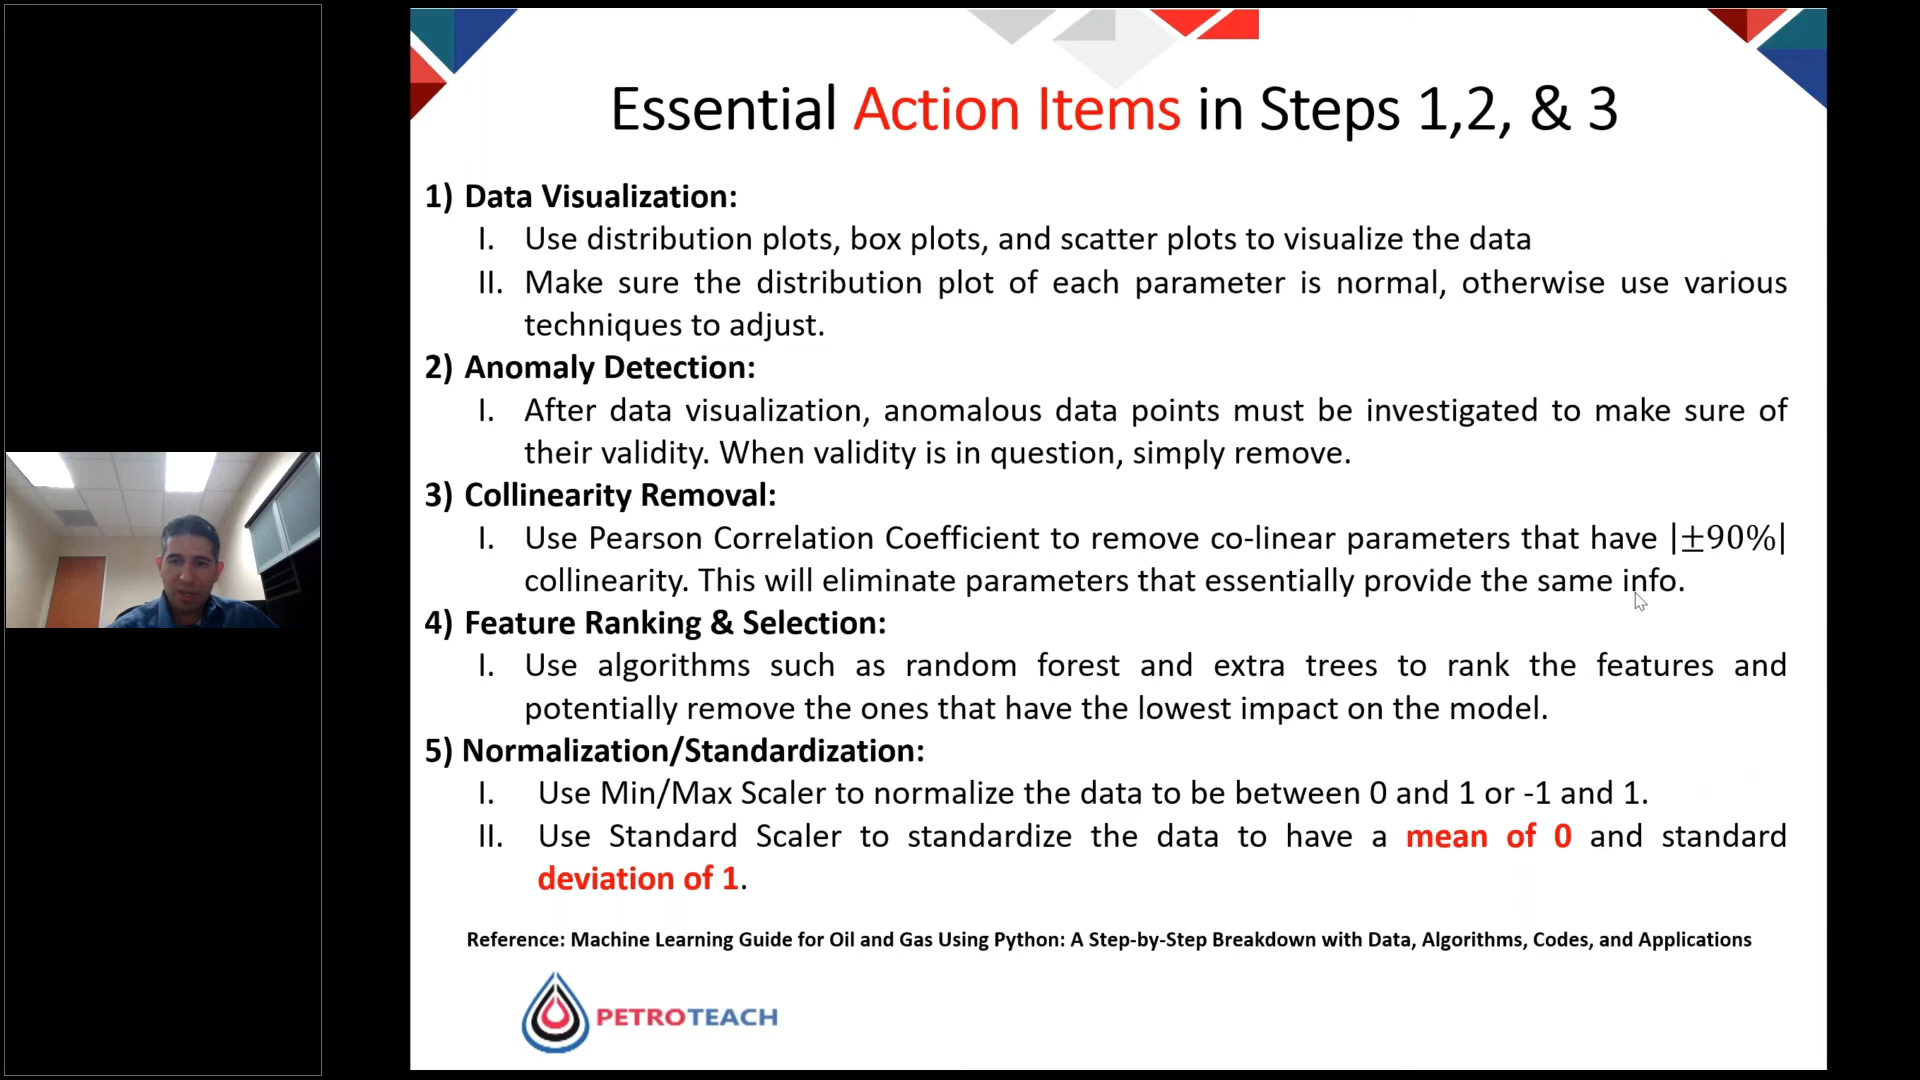 Essential Action Items in Steps 1,2, & 3
1) Data Visualization:
I. Use distribution plots, box plots, and scatter plots to visualize the data
II. Make sure the distribution plot of each parameter is normal, otherwise use various
techniques to adjust.
2) Anomaly Detection:
I. After data visualization, anomalous data points must be investigated to make sure of
their validity. When validity is in question, simply remove.
3) Collinearity Removal:
I. Use Pearson Correlation Coefficient to remove co-linear parameters that have |±90%|
collinearity. This will eliminate parameters that essentially provide the same info.
4) Feature Ranking & Selection:
I. Use algorithms such as random forest and extra trees to rank the features and
potentially remove the ones that have the lowest impact on the model.
5) Normalization/Standardization:
I. Use Min/Max Scaler to normalize the data to be between 0 and 1 or -1 and 1.
II. Use Standard Scaler to standardize the data to have a mean of 0 and standard
deviation of 1.
Reference: Machine Learning Guide for Oil and Gas Using Python: A Step-by-Step Breakdown with Data, Algorithms, Codes, and Applications
PETROTEACH